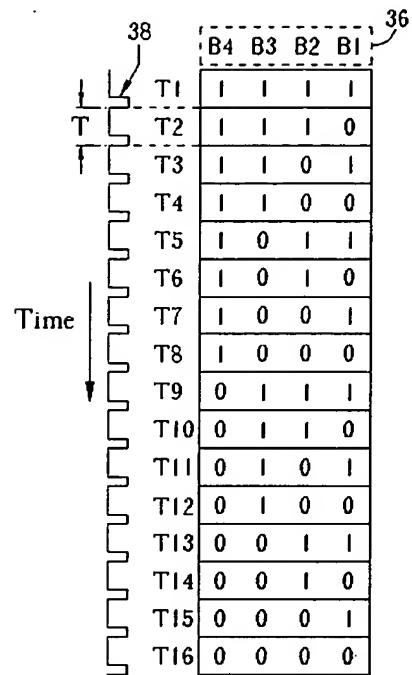 38
36
B4 B3 B2 B1
T1 1 1 1 1
T
T2 1 1 1 0
T3 1 1 0 1
T4 1 1 0 0
T5 1 0 1 1
T6 1 0 1 0
Time
T7 1 0 0 1
T8 1 0 0 0
T9 0 1 1 1
T10 0 1 1 0
T11 0 1 0 1
T12 0 1 0 0
T13 0 0 1 1
T14 0 0 1 0
T15 0 0 0 1
T16 0 0 0 0